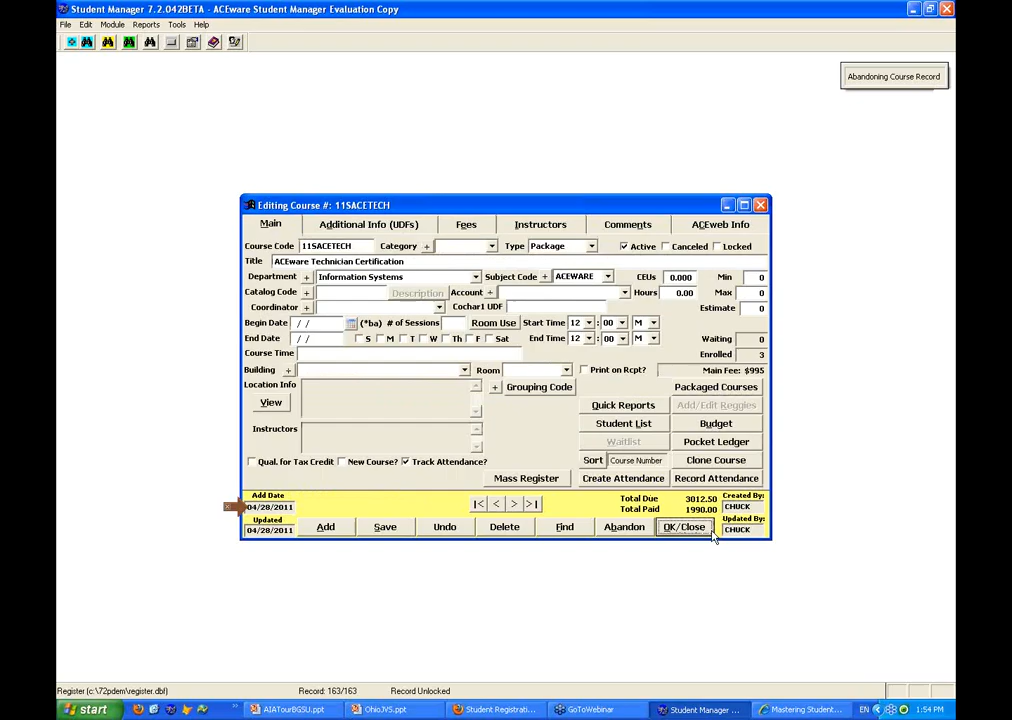 Student Manager 7.2.042BETA - ACEware Student Manager Evaluation Copy
File Edit Module Reports Tools Help
Abandoning Course Record
Editing Course #: 11SACETECH
Main Additional Info (UDFs) Fees Instructors Comments ACEweb Info
Course Code 11SACETECH Category + Type Package Active Canceled Locked
Title ACEware Technician Certification
Department + Information Systems Subject Code + ACEWARE CEUs 0.000 Min 0
Catalog Code + Description Account + Hours 0.00 Max 0
Coordinator + Cochar1 UDF Estimate 0
Begin Date / / (*ba) # of Sessions Room Use Start Time 12 : 00 M
End Date / / S M T W Th F Sat End Time 12 : 00 M Waiting 0
Course Time Enrolled 3
Building + Room Print on Rcpt? Main Fee: $995
Location Info + Grouping Code Packaged Courses
View Quick Reports Add/Edit Reggies
Instructors Student List Budget
Waitlist Pocket Ledger
Qual. for Tax Credit New Course? Track Attendance? Sort Course Number Clone Course
Mass Register Create Attendance Record Attendance
Add Date Total Due 3012.50 Created By:
04/28/2011 |< < > >| Total Paid 1990.00 CHUCK
Updated Updated By:
04/28/2011 Add Save Undo Delete Find Abandon OK/Close CHUCK
Register (c:\72pdem\register.dbf) Record: 163/163 Record Unlocked
start AIATourBGSU.ppt OhioJVS.ppt Student Registrati... GoToWebinar Student Manager ... Mastering Student... EN 1:54 PM